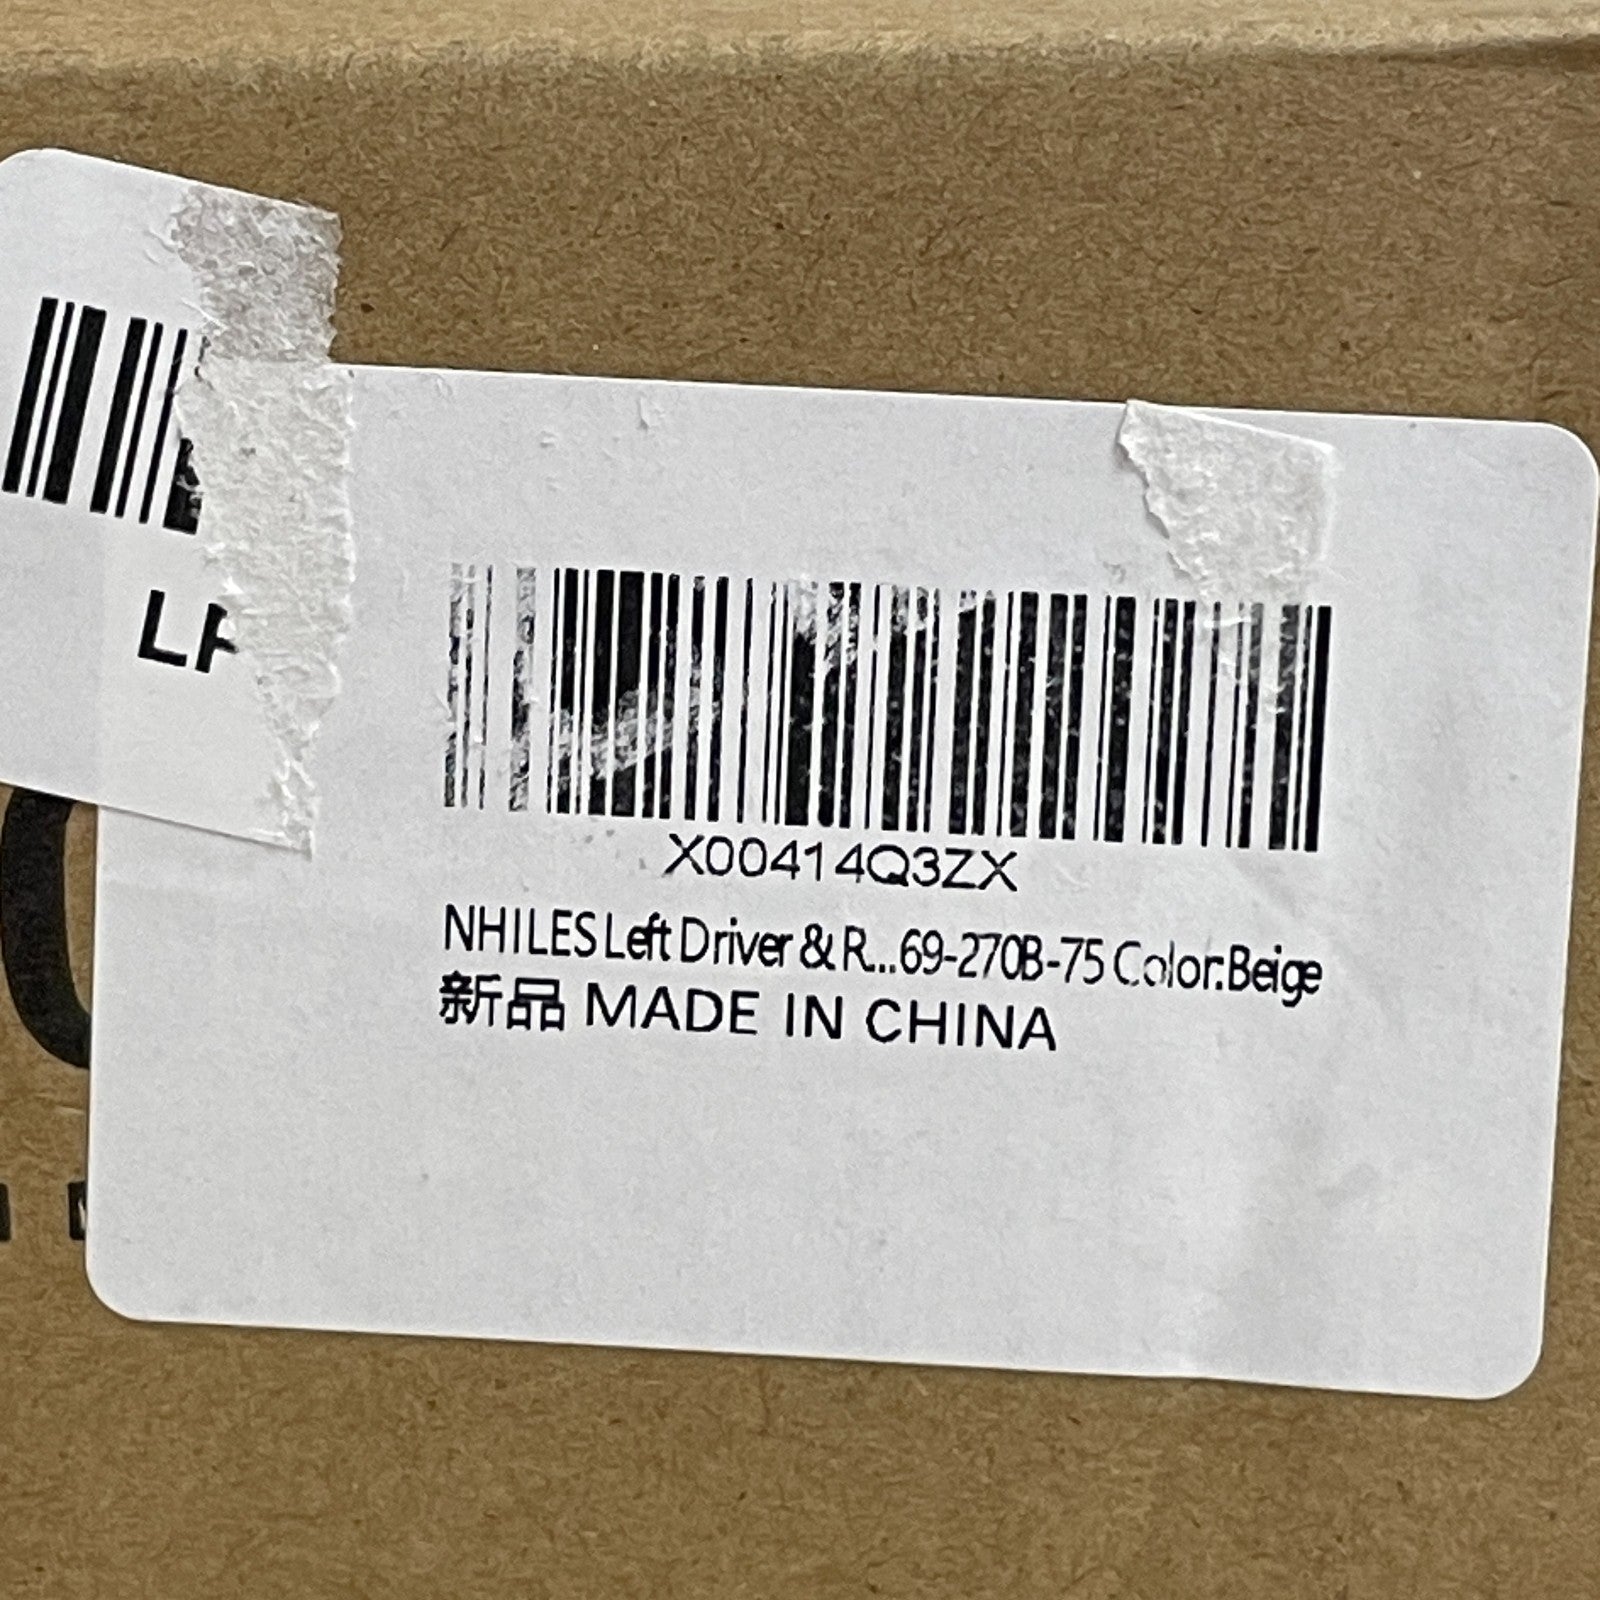 X00414Q3ZX
NHILES Left Driver & R...69-270B-75 Color:Beige
新品 MADE IN CHINA